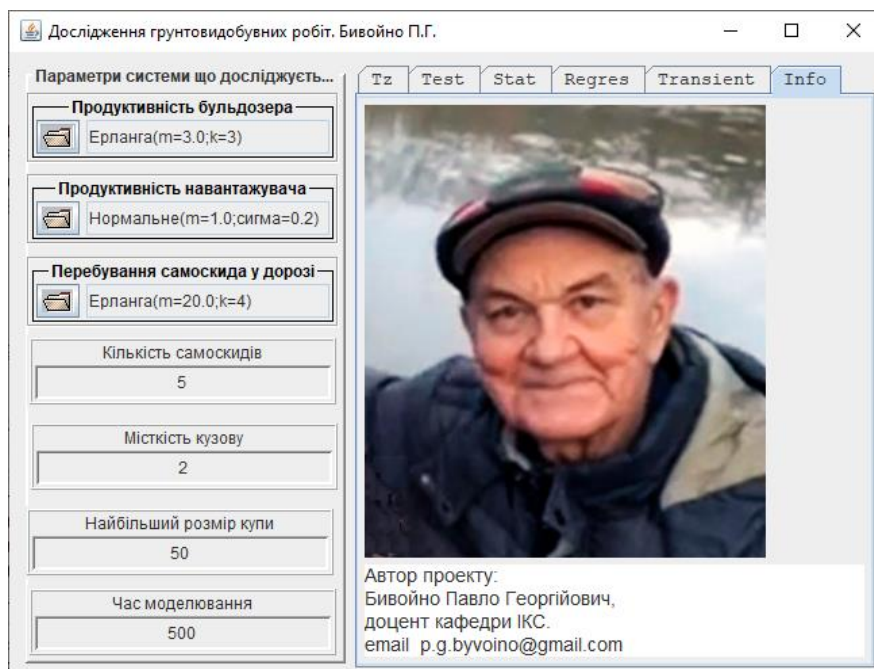 Дослідження грунтовидобувних робіт. Бивойно П.Г.
Параметри системи що досліджуєть...
Продуктивність бульдозера
Ерланга(m=3.0;k=3)
Продуктивність навантажувача
Нормальне(m=1.0;сигма=0.2)
Перебування самоскида у дорозі
Ерланга(m=20.0;k=4)
Кількість самоскидів
5
Місткість кузову
2
Найбільший розмір купи
50
Час моделювання
500
Tz Test Stat Regres Transient Info
Автор проекту:
Бивойно Павло Георгійович,
доцент кафедри ІКС.
email p.g.byvoino@gmail.com